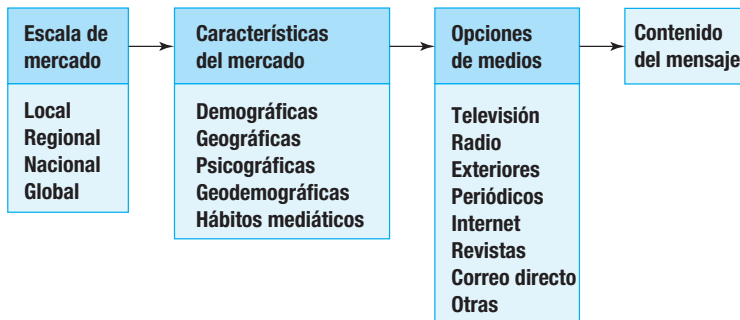 Escala de
mercado
Local
Regional
Nacional
Global
Características
del mercado
Demográficas
Geográficas
Psicográficas
Geodemográficas
Hábitos mediáticos
Opciones
de medios
Televisión
Radio
Exteriores
Periódicos
Internet
Revistas
Correo directo
Otras
Contenido
del mensaje